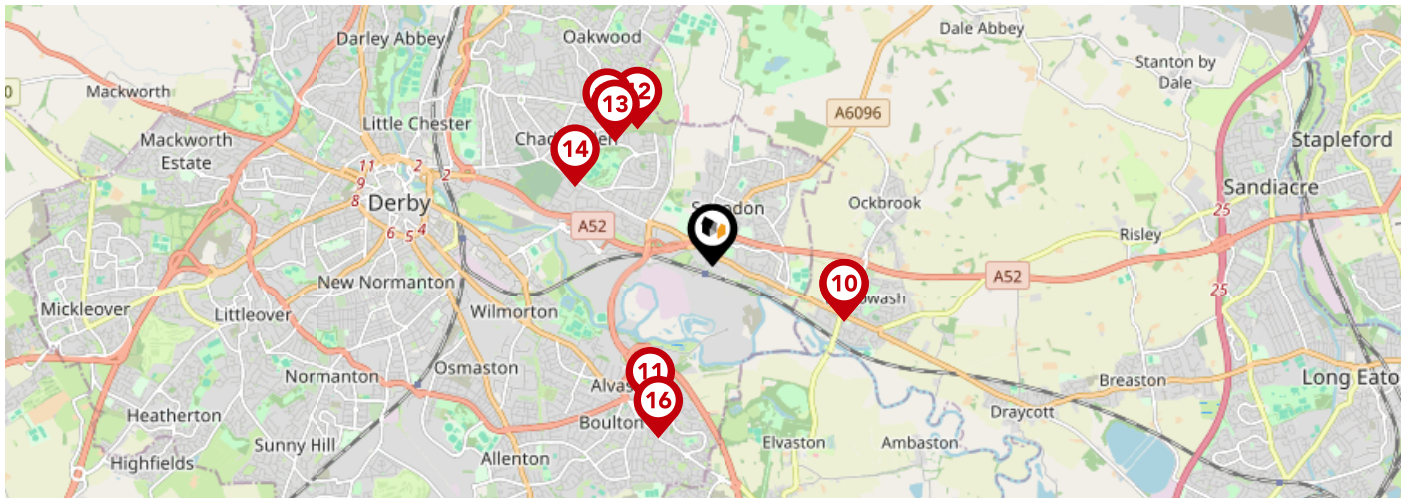 Darley Abbey
Oakwood
Dale Abbey
Stanton by
Dale
0
Mackworth
2
13
A6096
Little Chester
Mackworth
Estate
14
Stapleford
11
2
2
9
8
Derby
6
5
4
Sandiacre
25
Ockbrook
A52
Risley
A52
25
New Normanton
10
Mickleover
Littleover
Wilmorton
Osmaston
Normanton
11
16
Breaston
Long Eato
Draycott
Heatherton
Boulton
Sunny Hill
Elvaston
Ambaston
Highfields
Allenton